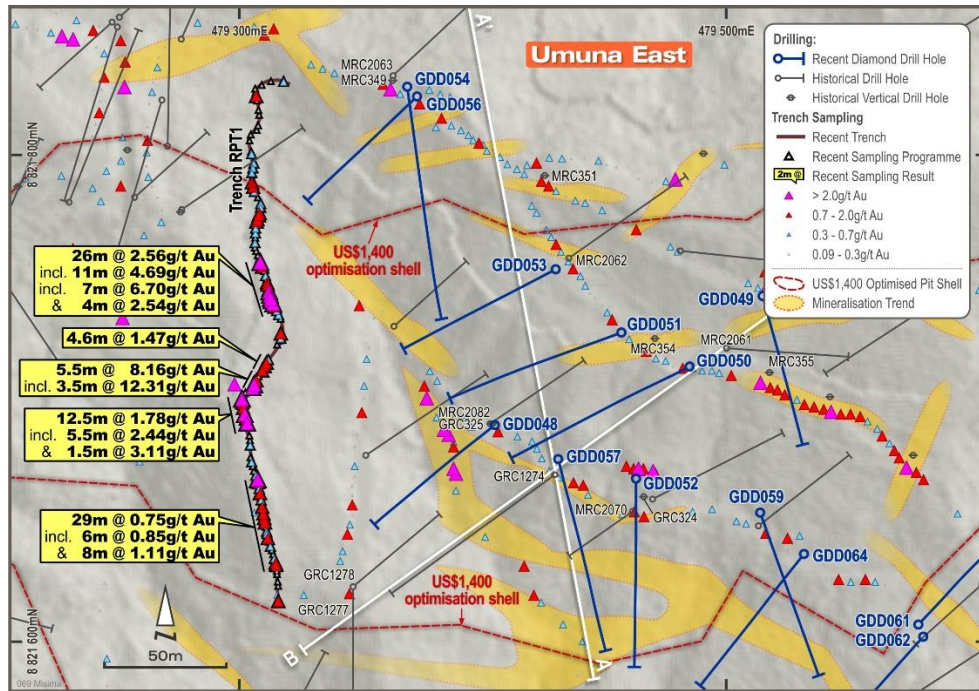 479 300mE
A'
479 500mE
Umuna East
MRC2063
MRC349
GDD054
GDD056
8 821 800mN
Trench RPT1
MRC351
US$1,400
optimisation shell
MRC2062
GDD053
GDD049
26m @ 2.56g/t Au
incl. 11m @ 4.69g/t Au
incl. 7m @ 6.70g/t Au
& 4m @ 2.54g/t Au
4.6m @ 1.47g/t Au
5.5m @ 8.16g/t Au
incl. 3.5m @ 12.31g/t Au
12.5m @ 1.78g/t Au
incl. 5.5m @ 2.44g/t Au
& 1.5m @ 3.11g/t Au
29m @ 0.75g/t Au
incl. 6m @ 0.85g/t Au
& 8m @ 1.11g/t Au
GDD051
MRC354
MRC2061
GDD050
MRC355
MRC2082
GRC325
GDD048
GDD057
GRC1274
GDD052
MRC2070
GRC324
GDD059
GDD064
GRC1278
GRC1277
US$1,400
optimisation shell
GDD061
GDD062
B
A
8 821 600mN
Z
50m
069 Misima
Drilling:
Recent Diamond Drill Hole
Historical Drill Hole
Historical Vertical Drill Hole
Trench Sampling
Recent Trench
Recent Sampling Programme
2m @
Recent Sampling Result
> 2.0g/t Au
0.7 - 2.0g/t Au
0.3 - 0.7g/t Au
0.09 - 0.3g/t Au
US$1,400 Optimised Pit Shell
Mineralisation Trend